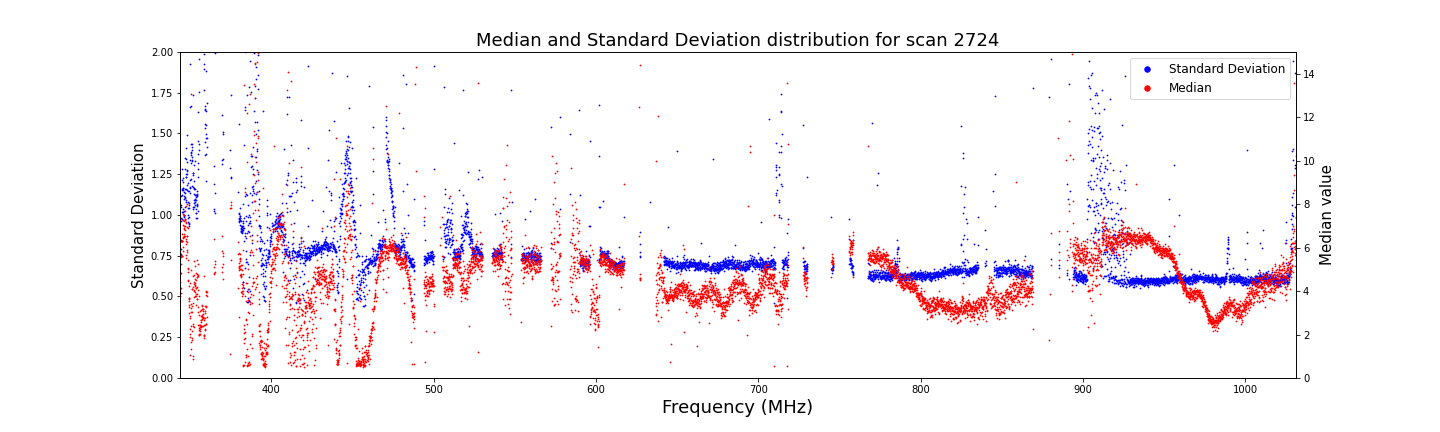 Median and Standard Deviation distribution for scan 2724
Standard Deviation
Median
2.00
1.75
1.50
1.25
1.00
0.75
0.50
0.25
0.00
Standard Deviation
14
12
10
8
6
4
2
0
Median value
400 500 600 700 800 900 1000
Frequency (MHz)